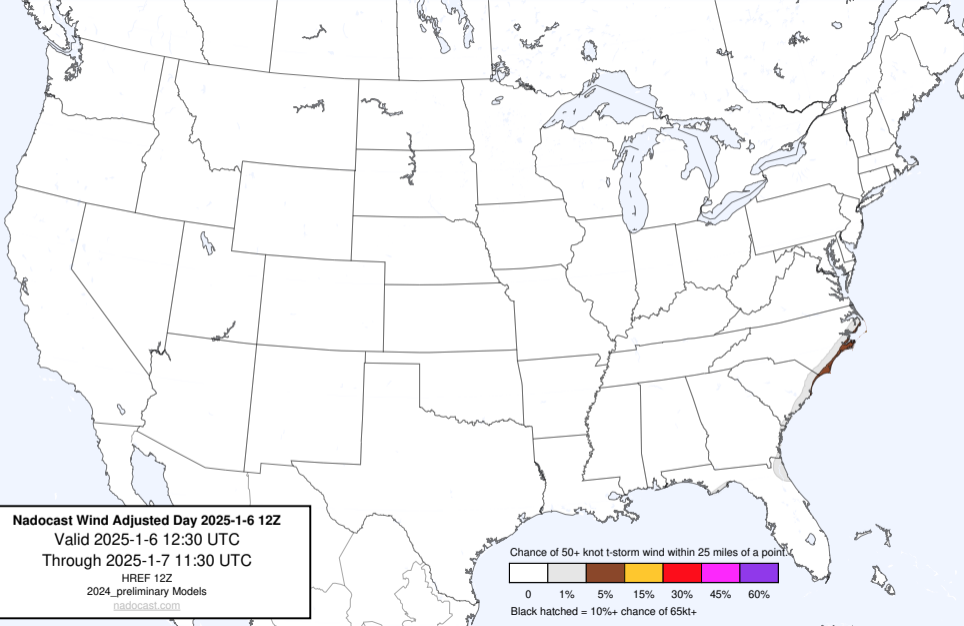 Nadocast Wind Adjusted Day 2025-1-6 12Z
Valid 2025-1-6 12:30 UTC
Through 2025-1-7 11:30 UTC
HREF 12Z
2024_preliminary Models
nadocast.com
Chance of 50+ knot t-storm wind within 25 miles of a point.
0 1% 5% 15% 30% 45% 60%
Black hatched = 10%+ chance of 65kt+